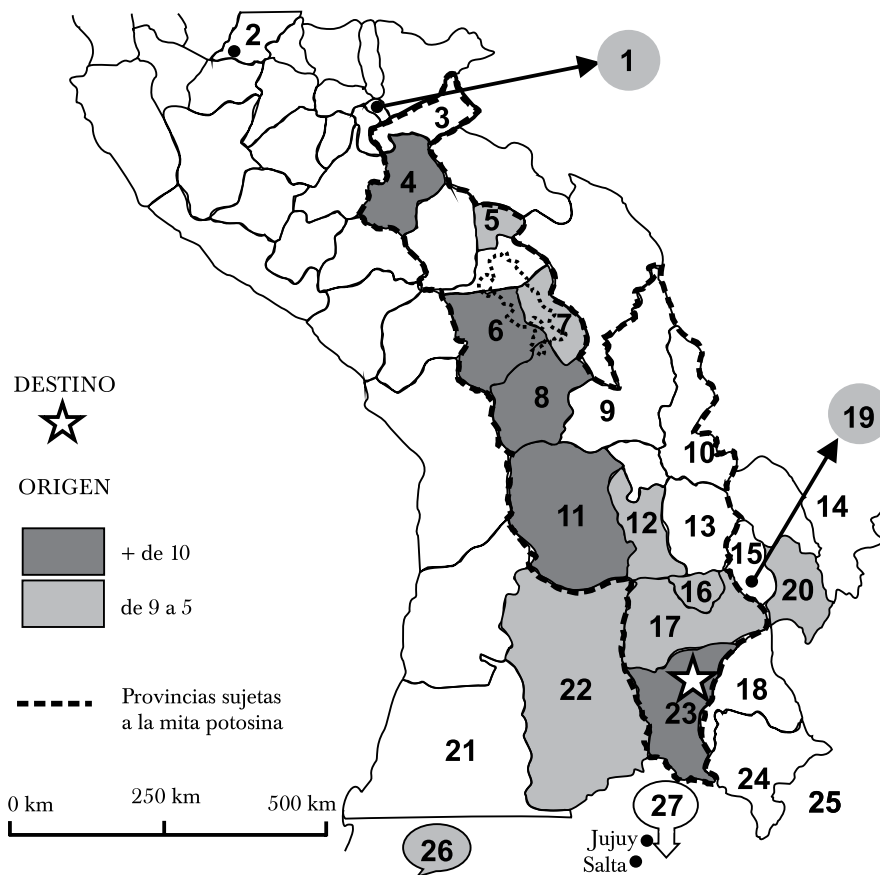 2
1
3
4
5
6
7
8
9
10
19
11
12
13
14
15
16
20
17
22
23
18
21
24
25
27
26
Jujuy
Salta
DESTINO
ORIGEN
+ de 10
de 9 a 5
Provincias sujetas
a la mita potosina
0 km
250 km
500 km